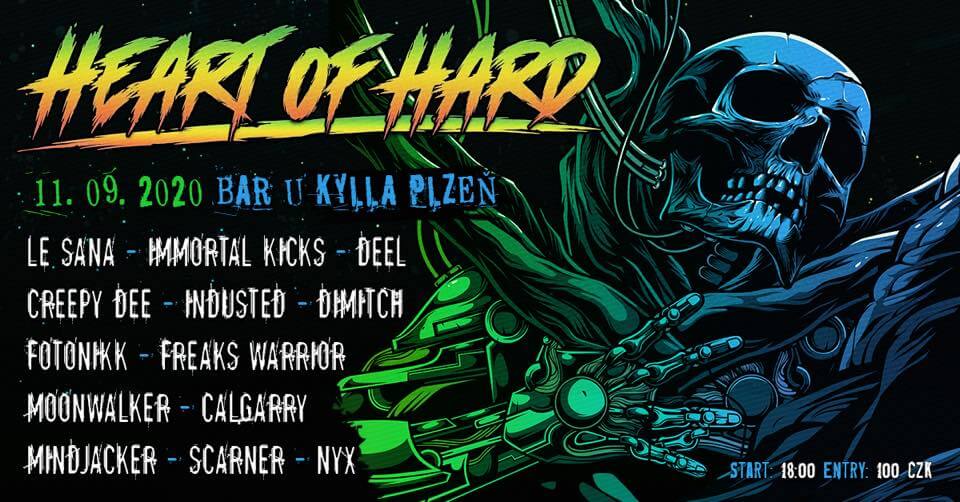 HEART OF HARD
11. 09. 2020 BAR U KYLLA PLZEŇ
LE SANA - IMMORTAL KICKS - DEEL
CREEPY DEE - INDUSTED - DIMITCH
FOTONIKK - FREAKS WARRIOR
MOONWALKER - CALGARRY
MINDJACKER - SCARNER - NYX
START: 18:00 ENTRY: 100 CZK